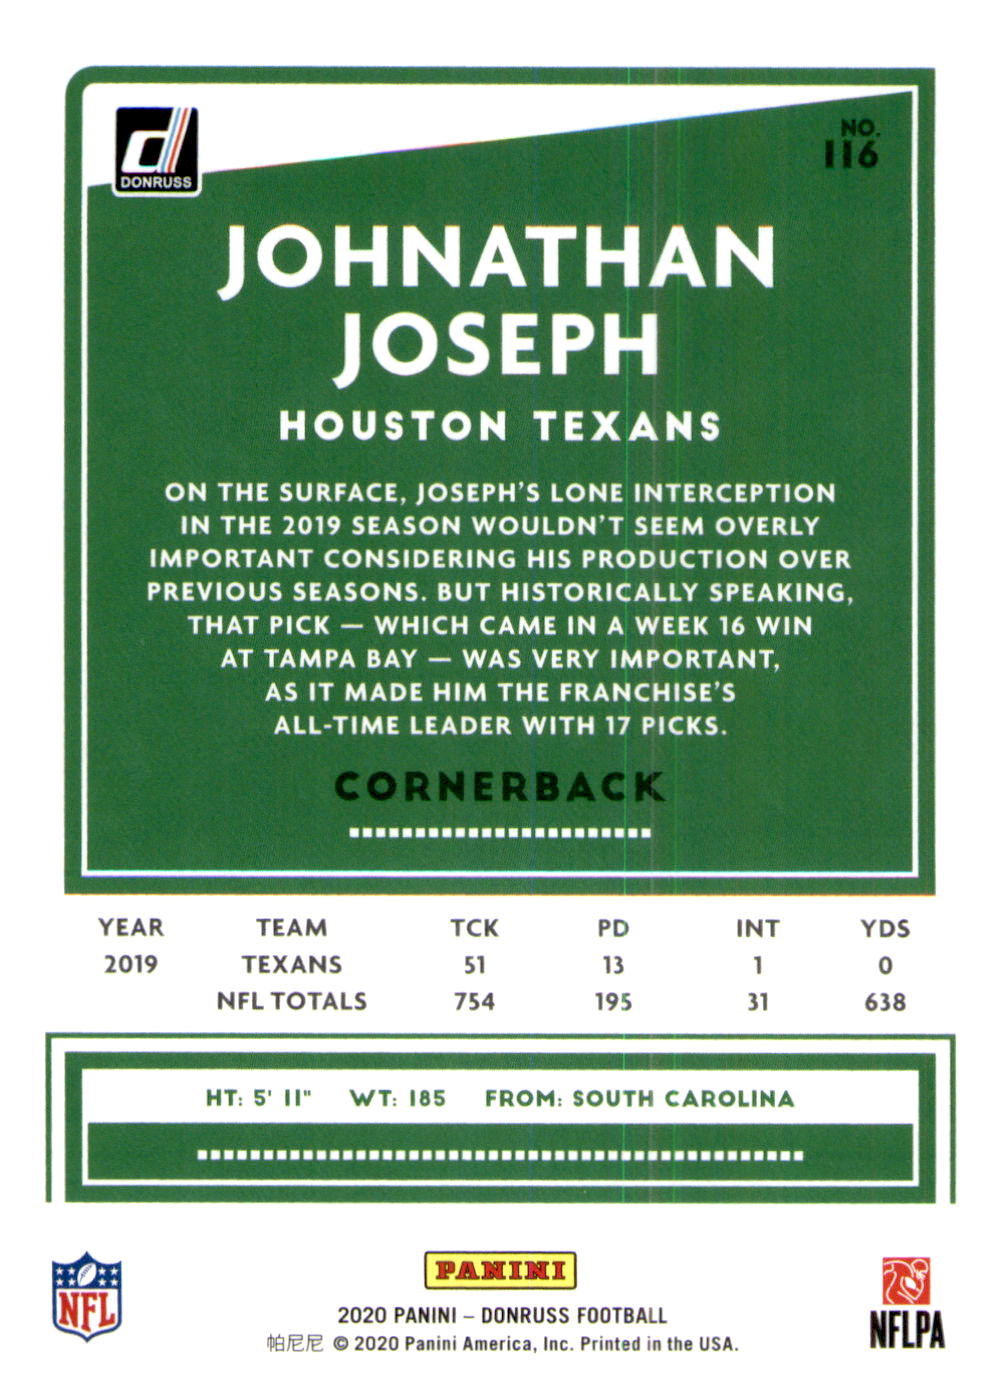 DONRUSS
NO.
116
JOHNATHAN
JOSEPH
HOUSTON TEXANS
ON THE SURFACE, JOSEPH'S LONE INTERCEPTION
IN THE 2019 SEASON WOULDN'T SEEM OVERLY
IMPORTANT CONSIDERING HIS PRODUCTION OVER
PREVIOUS SEASONS. BUT HISTORICALLY SPEAKING,
THAT PICK — WHICH CAME IN A WEEK 16 WIN
AT TAMPA BAY — WAS VERY IMPORTANT,
AS IT MADE HIM THE FRANCHISE'S
ALL-TIME LEADER WITH 17 PICKS.
CORNERBACK
YEAR TEAM TCK PD INT YDS
2019 TEXANS 51 13 1 0
NFL TOTALS 754 195 31 638
HT: 5' 11" WT: 185 FROM: SOUTH CAROLINA
NFL
PANINI
NFLPA
2020 PANINI – DONRUSS FOOTBALL
帕尼尼 © 2020 Panini America, Inc. Printed in the USA.